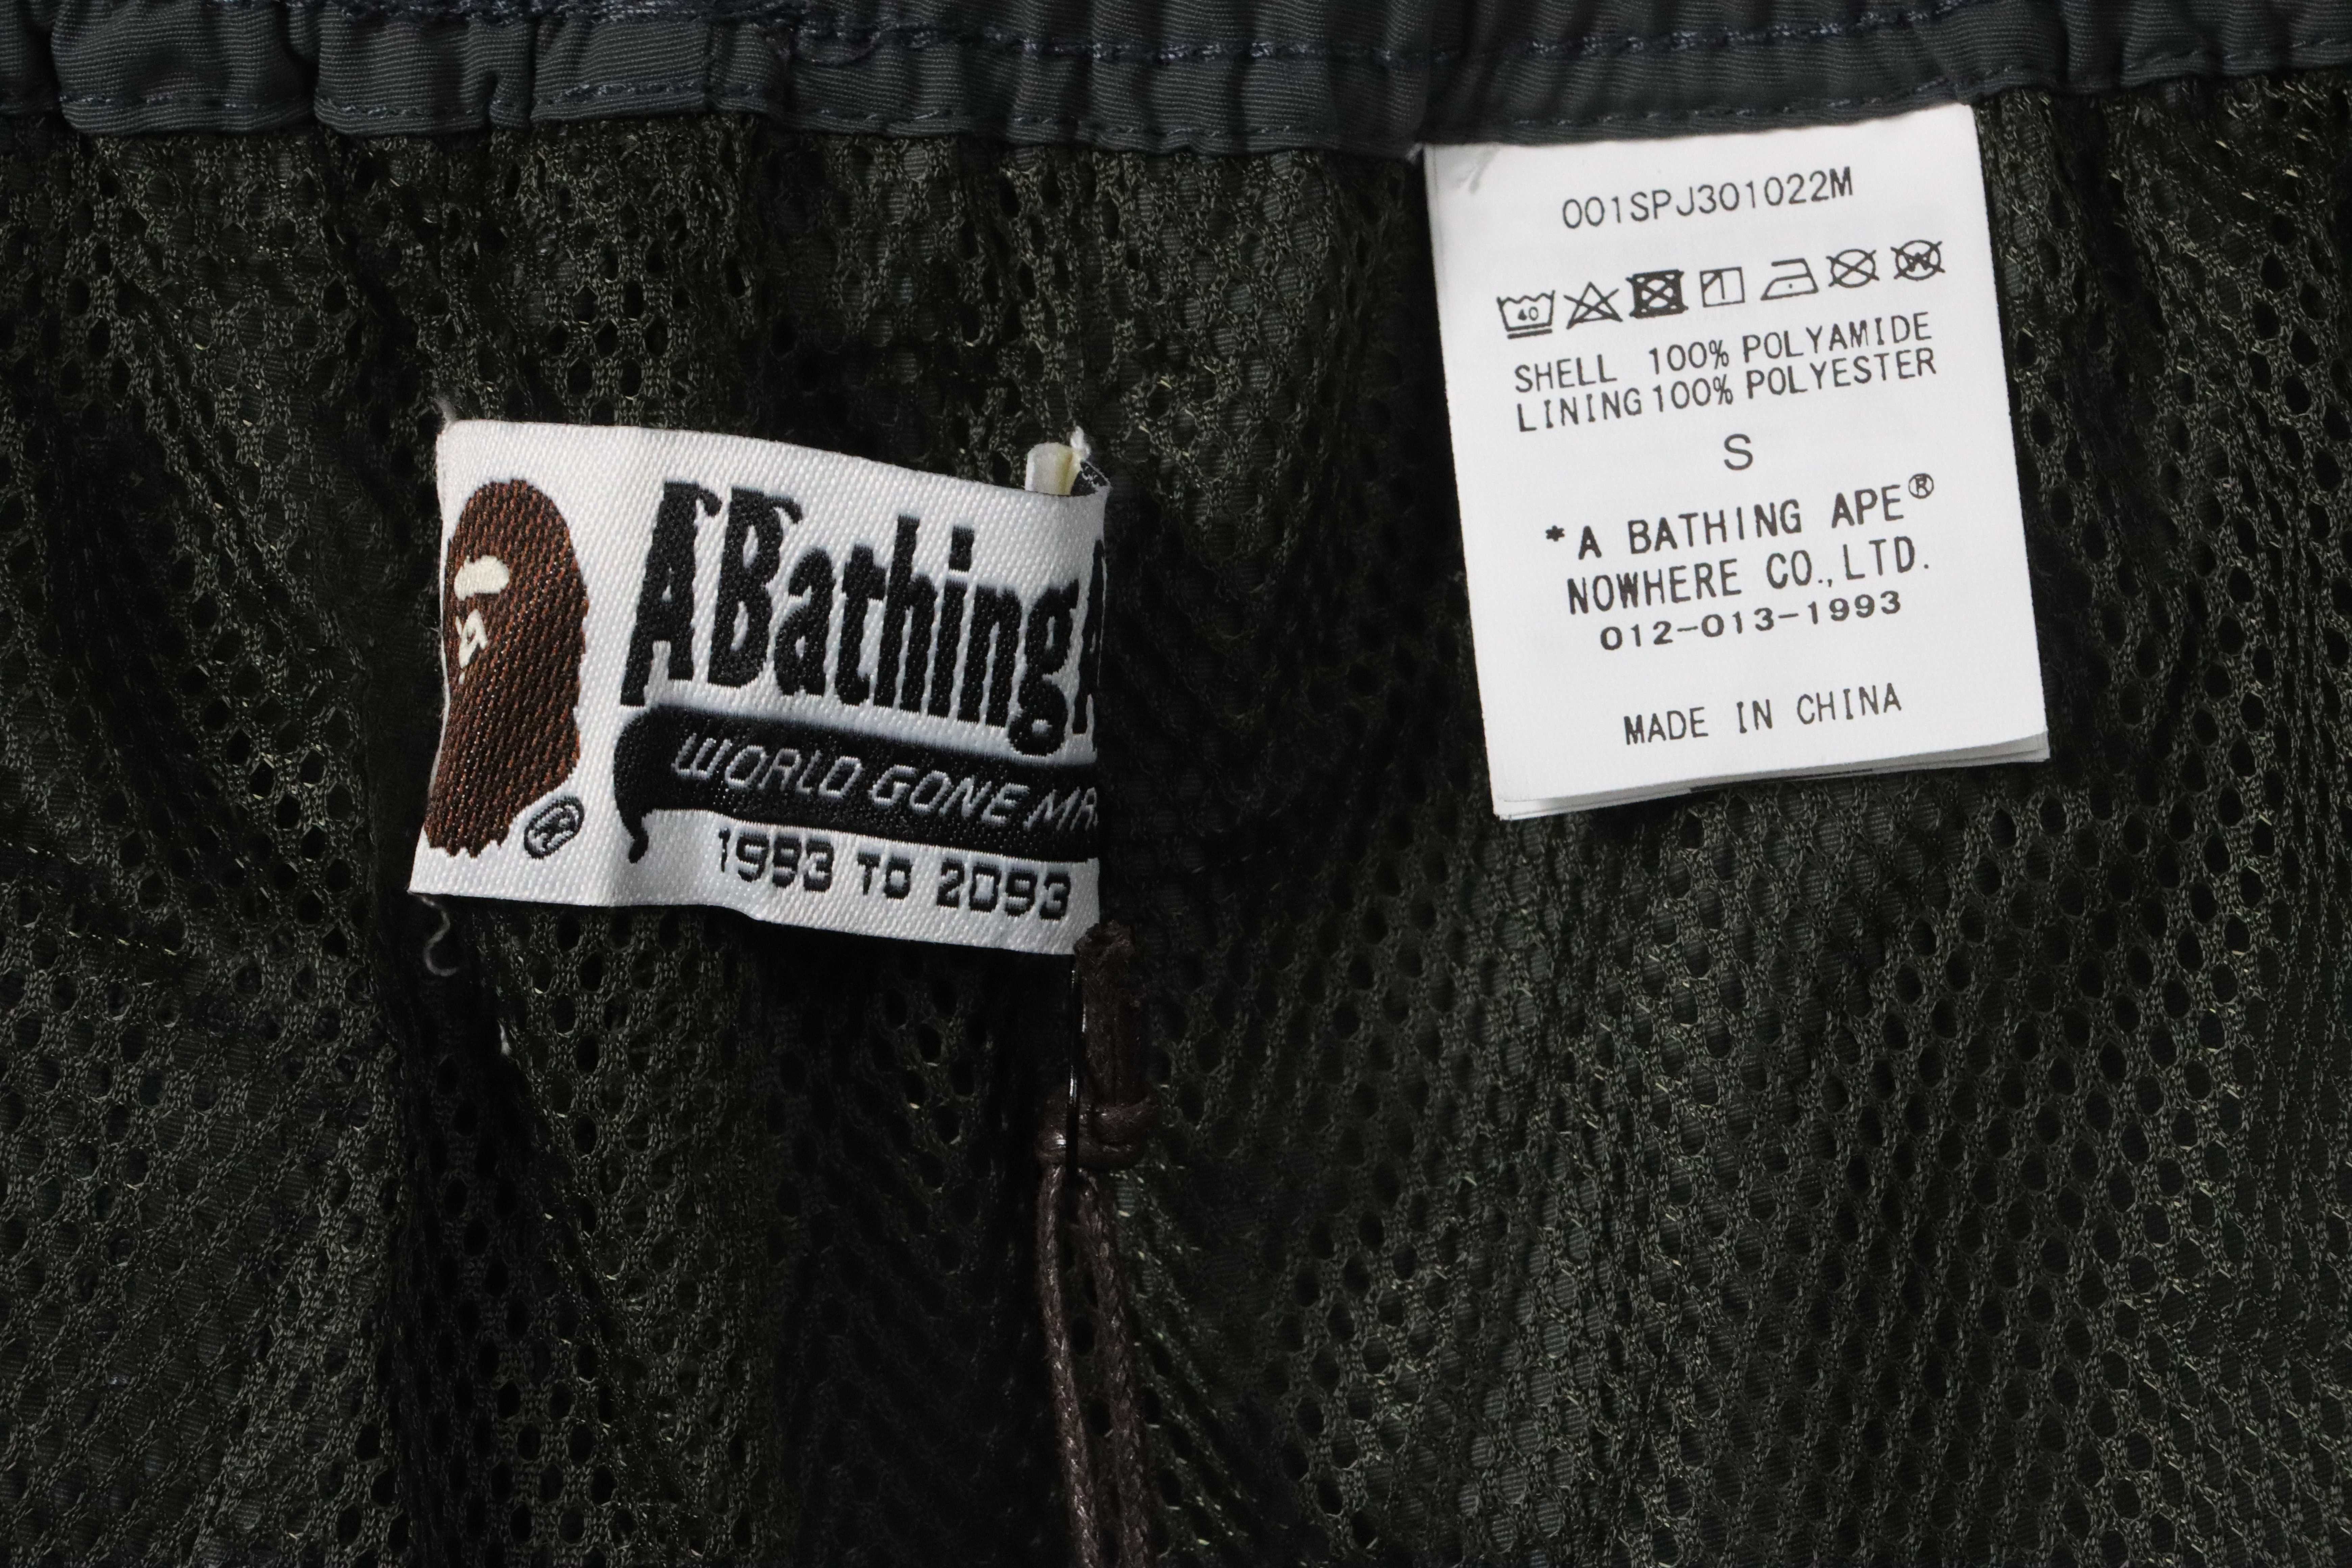 ABathing
WORLD GONE
1993 TO 2093
®
001SPJ301022M
40
SHELL 100% POLYAMIDE
LINING 100% POLYESTER
S
*A BATHING APE®
NOWHERE CO.,LTD.
012-013-1993
MADE IN CHINA